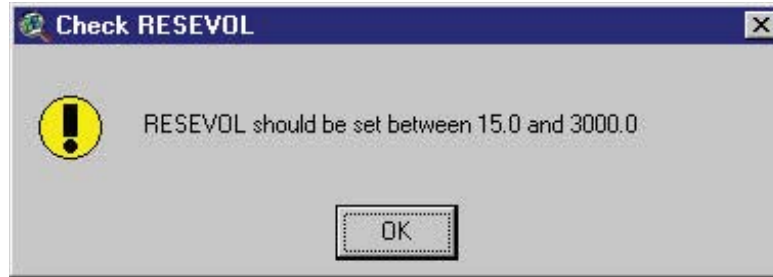 Check RESEVOL
RESEVOL should be set between 15.0 and 3000.0
OK